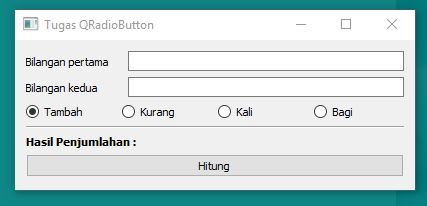 Tugas QRadioButton
Bilangan pertama
Bilangan kedua
Tambah Kurang Kali Bagi
Hasil Penjumlahan :
Hitung